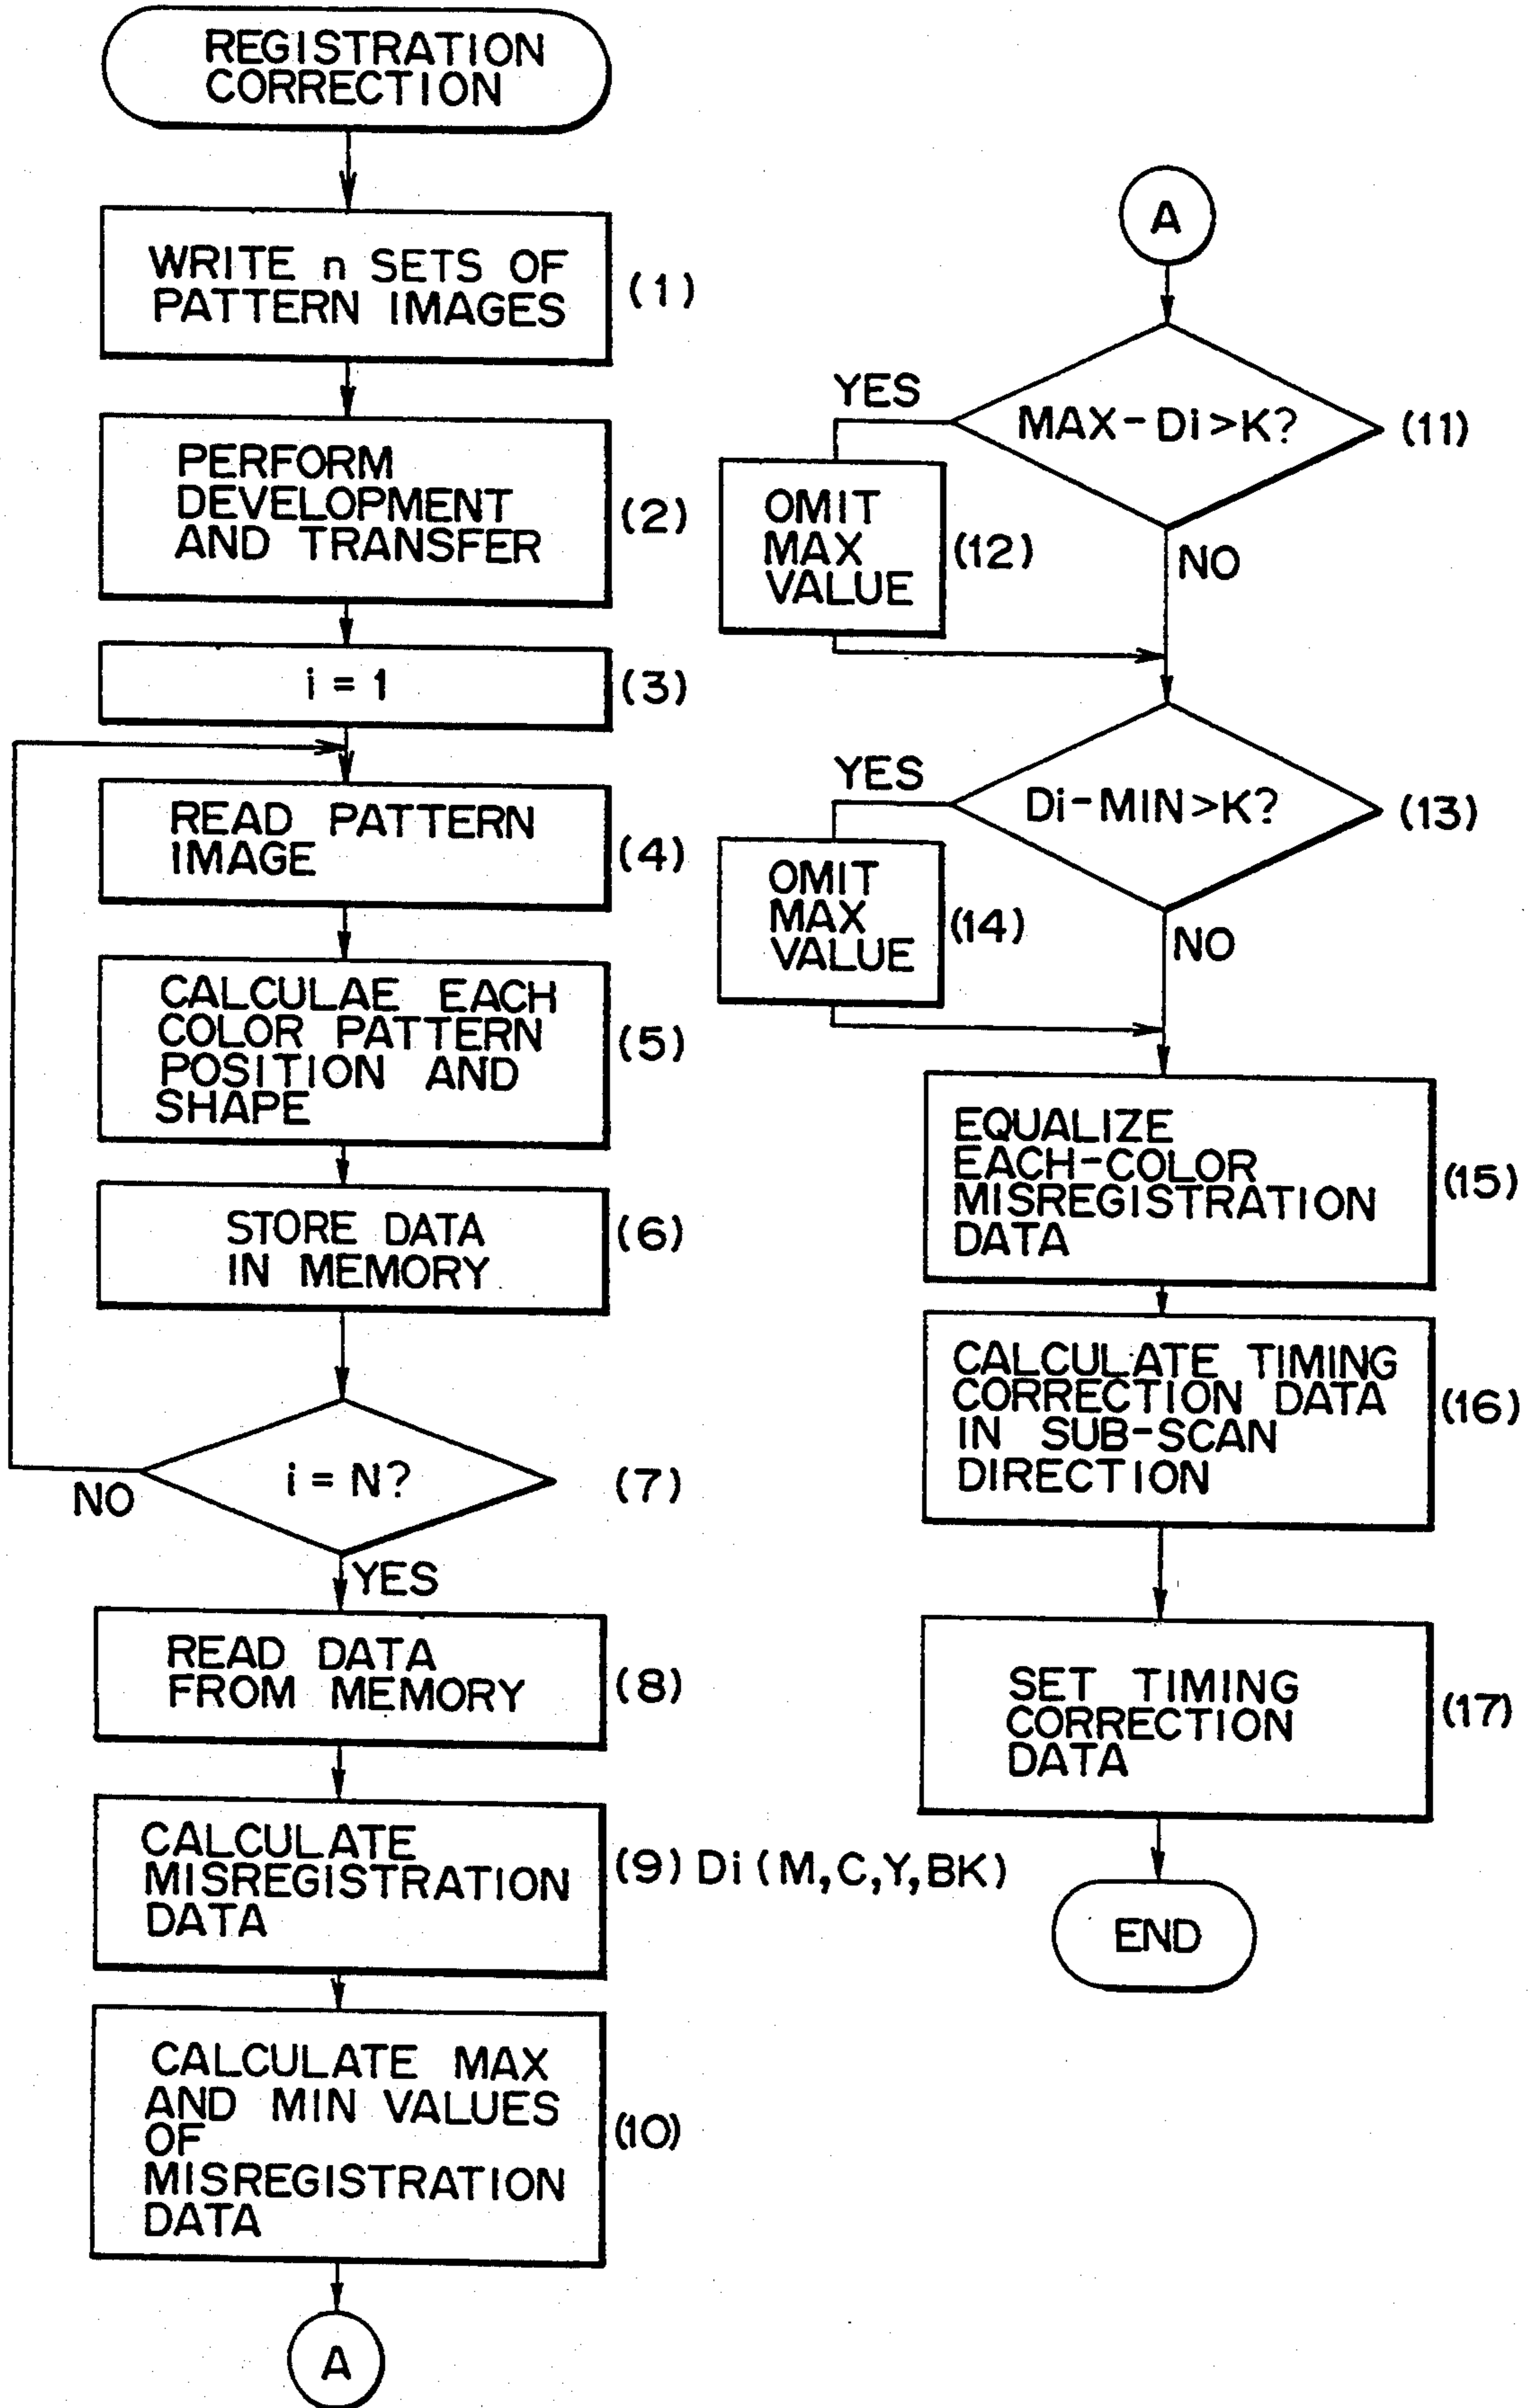 REGISTRATION
CORRECTION
WRITE n SETS OF
PATTERN IMAGES
(1)
PERFORM
DEVELOPMENT
AND TRANSFER
(2)
i = 1
(3)
READ PATTERN
IMAGE
(4)
CALCULAE EACH
COLOR PATTERN
POSITION AND
SHAPE
(5)
STORE DATA
IN MEMORY
(6)
i = N?
(7)
NO
YES
READ DATA
FROM MEMORY
(8)
CALCULATE
MISREGISTRATION
DATA
(9) Di (M,C,Y,BK)
CALCULATE MAX
AND MIN VALUES
OF
MISREGISTRATION
DATA
(10)
A
A
MAX-Di>K?
(11)
YES
NO
OMIT
MAX
VALUE
(12)
Di-MIN>K?
(13)
YES
NO
OMIT
MAX
VALUE
(14)
EQUALIZE
EACH-COLOR
MISREGISTRATION
DATA
(15)
CALCULATE TIMING
CORRECTION DATA
IN SUB-SCAN
DIRECTION
(16)
SET TIMING
CORRECTION
DATA
(17)
END